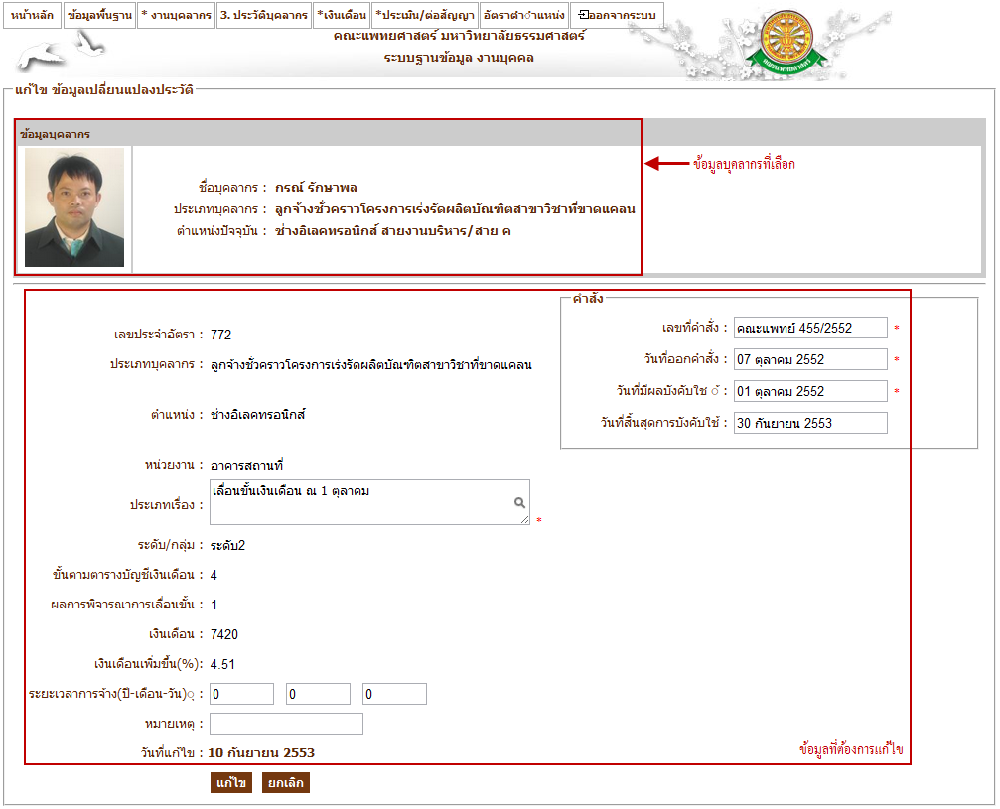 หน้าหลัก ข้อมูลพื้นฐาน * งานบุคลากร 3. ประวัติบุคลากร *เงินเดือน *ประเมิน/ต่อสัญญา อัตราตำแหน่ง ออกจากระบบ
คณะแพทยศาสตร์ มหาวิทยาลัยธรรมศาสตร์
ระบบฐานข้อมูล งานบุคคล
คณะแพทยศาสตร์
แก้ไข ข้อมูลเปลี่ยนแปลงประวัติ
ข้อมูลบุคลากร
ข้อมูลบุคลากรที่เลือก
ชื่อบุคลากร : กรณ์ รักษาพล
ประเภทบุคลากร : ลูกจ้างชั่วคราวโครงการเร่งรัดผลิตบัณฑิตสาขาวิชาที่ขาดแคลน
ตำแหน่งปัจจุบัน : ช่างอิเลคทรอนิกส์ สายงานบริหาร/สาย ค
คำสั่ง
เลขที่คำสั่ง : คณะแพทย์ 455/2552 *
วันที่ออกคำสั่ง : 07 ตุลาคม 2552 *
วันที่มีผลบังคับใช ้ : 01 ตุลาคม 2552 *
วันที่สิ้นสุดการบังคับใช้ : 30 กันยายน 2553
เลขประจำอัตรา : 772
ประเภทบุคลากร : ลูกจ้างชั่วคราวโครงการเร่งรัดผลิตบัณฑิตสาขาวิชาที่ขาดแคลน
ตำแหน่ง : ช่างอิเลคทรอนิกส์
หน่วยงาน : อาคารสถานที่
ประเภทเรื่อง : เลื่อนขั้นเงินเดือน ณ 1 ตุลาคม *
ระดับ/กลุ่ม : ระดับ2
ขั้นตามตารางบัญชีเงินเดือน : 4
ผลการพิจารณาการเลื่อนขั้น : 1
เงินเดือน : 7420
เงินเดือนเพิ่มขึ้น(%): 4.51
ระยะเวลาการจ้าง(ปี-เดือน-วัน)ุ : 0 0 0
หมายเหตุ :
วันที่แก้ไข : 10 กันยายน 2553
ข้อมูลที่ต้องการแก้ไข
แก้ไข ยกเลิก